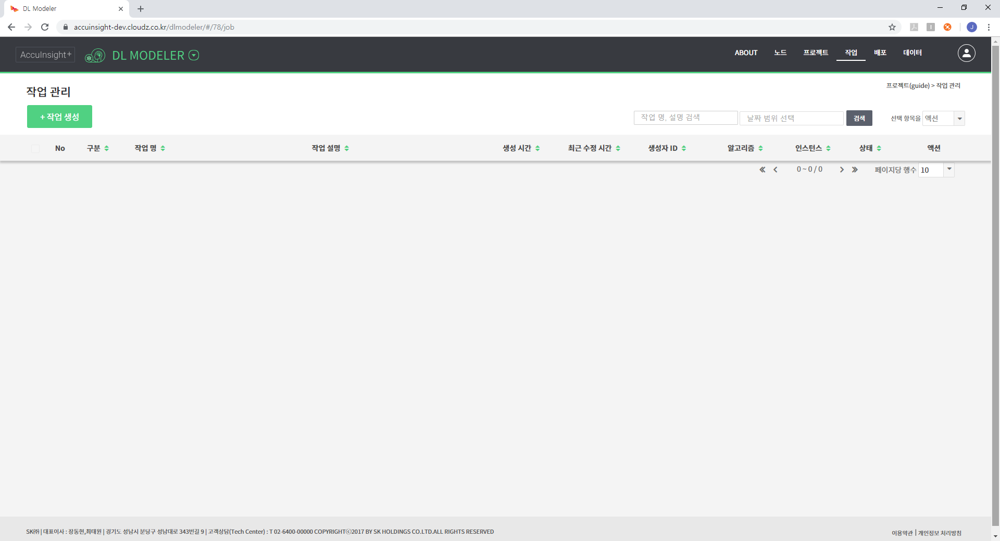 DL Modeler
accuinsight-dev.cloudz.co.kr/dlmodeler/#/78/job
J
AccuInsight+ DL MODELER ABOUT 노드 프로젝트 작업 배포 데이터
프로젝트(guide) > 작업 관리
작업 관리
+ 작업 생성 작업 명, 설명 검색 날짜 범위 선택 검색 선택 항목을 액션
No 구분 작업 명 작업 설명 생성 시간 최근 수정 시간 생성자 ID 알고리즘 인스턴스 상태 액션
0 ~ 0 / 0 페이지당 행수 10
SK㈜ | 대표이사 : 장동현,최태원 | 경기도 성남시 분당구 성남대로 343번길 9 | 고객상담(Tech Center) : T 02-6400-00000 COPYRIGHTⓒ2017 BY SK HOLDINGS CO.LTD.ALL RIGHTS RESERVED
이용약관 | 개인정보 처리방침